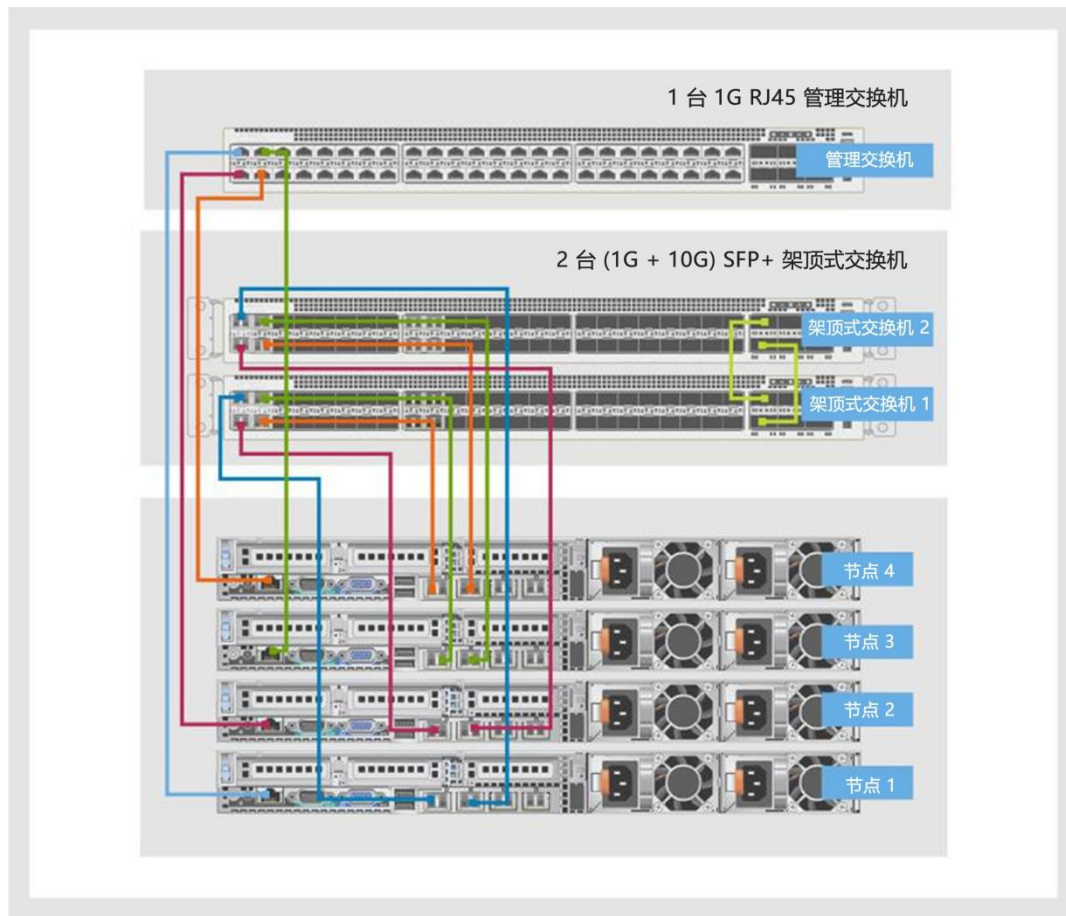 1 台 1G RJ45 管理交换机
管理交换机
2 台 (1G + 10G) SFP+ 架顶式交换机
架顶式交换机 2
架顶式交换机 1
节点 4
节点 3
节点 2
节点 1